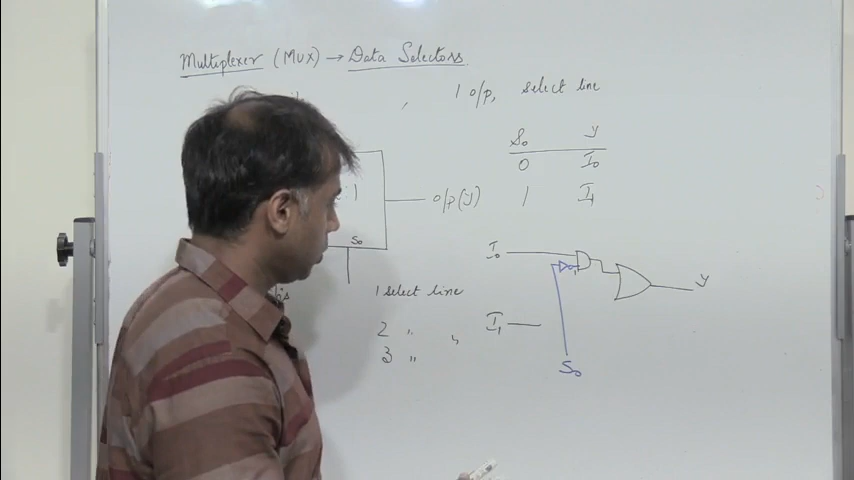 Multiplexer (MUX) → Data Selectors
, 1 o/p, select line
S₀ Y
0 I₀
1 I₁
: 1
o/p(Y)
S₀
I₀
Y
1 select line
2 〃
3 〃 〃
I₁
S₀